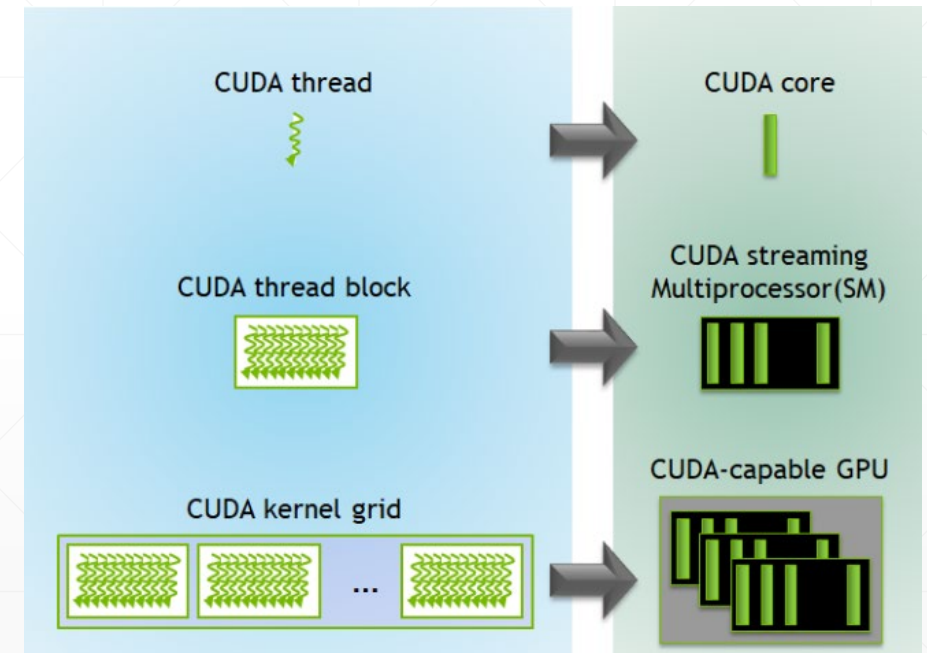 CUDA thread
CUDA core
CUDA thread block
CUDA streaming
Multiprocessor(SM)
CUDA kernel grid
...
CUDA-capable GPU